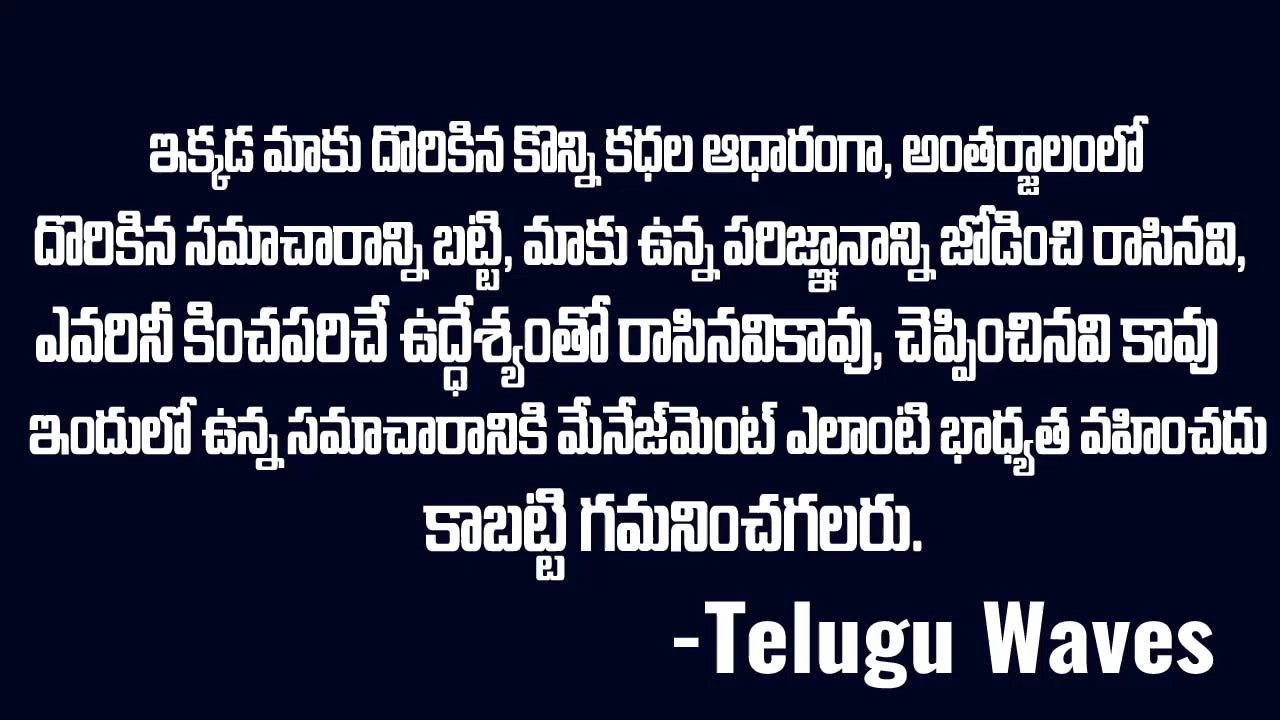 ఇక్కడ మాకు దొరికిన కొన్ని కధల ఆధారంగా, అంతర్జాలంలో
దొరికిన సమాచారాన్ని బట్టి, మాకు ఉన్న పరిజ్ఞానాన్ని జోడించి రాసినవి,
ఎవరినీ కించపరిచే ఉద్ధేశ్యంతో రాసినవికావు, చెప్పించినవి కావు
ఇందులో ఉన్న సమాచారానికి మేనేజ్‌మెంట్ ఎలాంటి భాధ్యత వహించదు
కాబట్టి గమనించగలరు.
-Telugu Waves